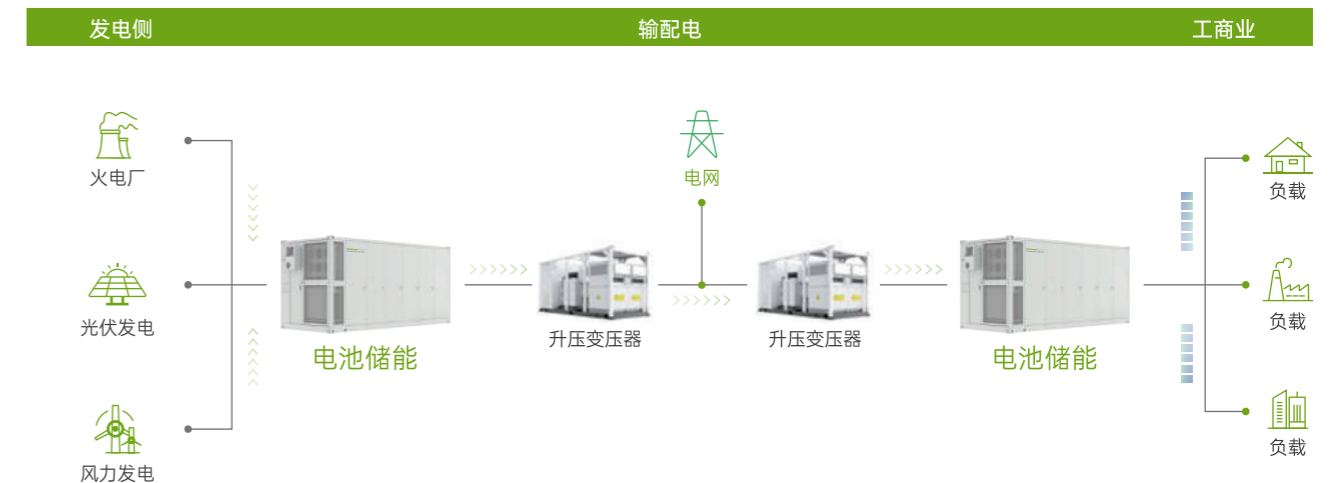 发电侧
输配电
工商业
火电厂
光伏发电
风力发电
电池储能
升压变压器
电网
升压变压器
电池储能
负载
负载
负载